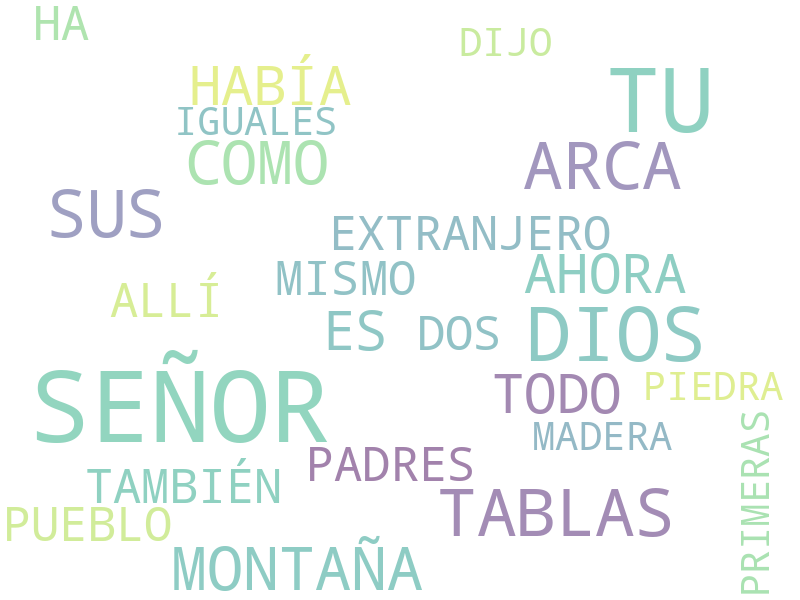 HA
DIJO
HABÍA
TU
IGUALES
COMO
ARCA
SUS
EXTRANJERO
MISMO
AHORA
ALLÍ
ES
DOS
DIOS
SEÑOR
TODO
PIEDRA
MADERA
PADRES
TAMBIÉN
PRIMERAS
TABLAS
PUEBLO
MONTAÑA